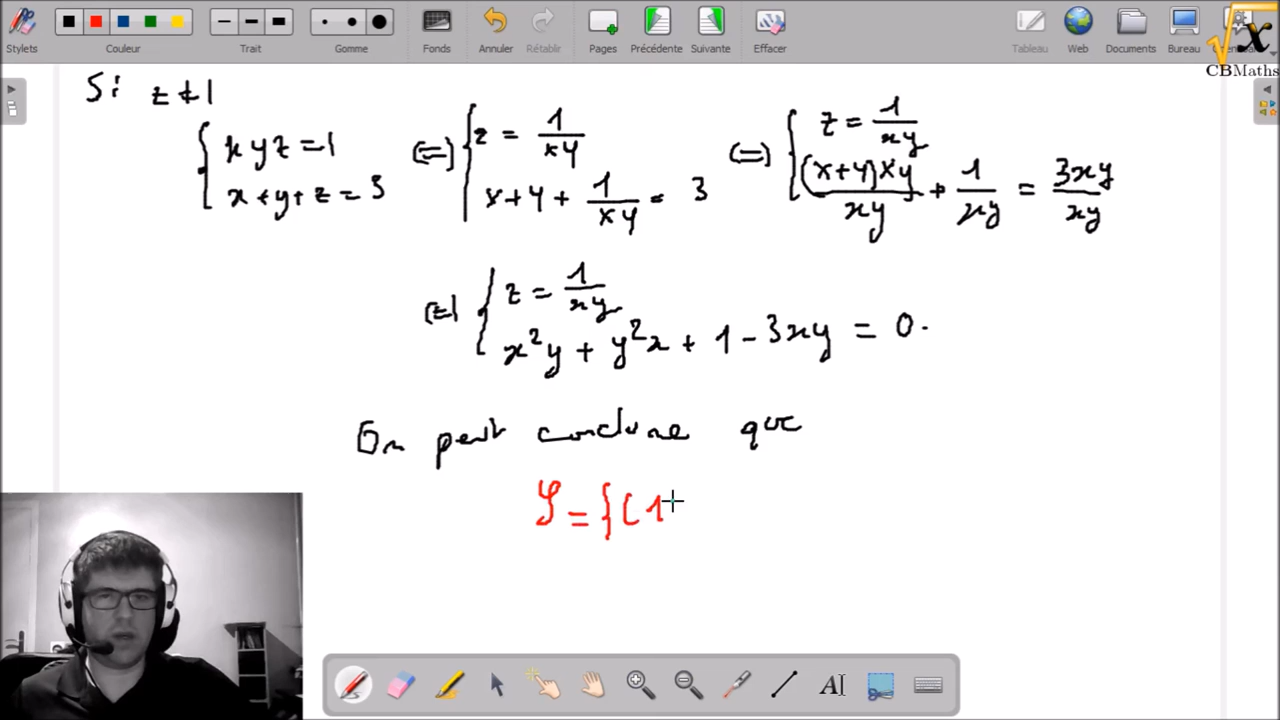 Stylets Couleur Trait Gomme Fonds Annuler Rétablir Pages Précédente Suivante Effacer Tableau Web Documents Bureau
CBMaths
Si z≠1
{ xyz = 1 ; x+y+z = 3 (⇔) { z = 1/xy ; x+y+1/xy = 3 (⇔) { z = 1/xy ; (x+y)xy/xy + 1/xy = 3xy/xy
(⇔) { z = 1/xy ; x²y + y²x + 1 - 3xy = 0.
On peut conclure que
𝒮 = {(1